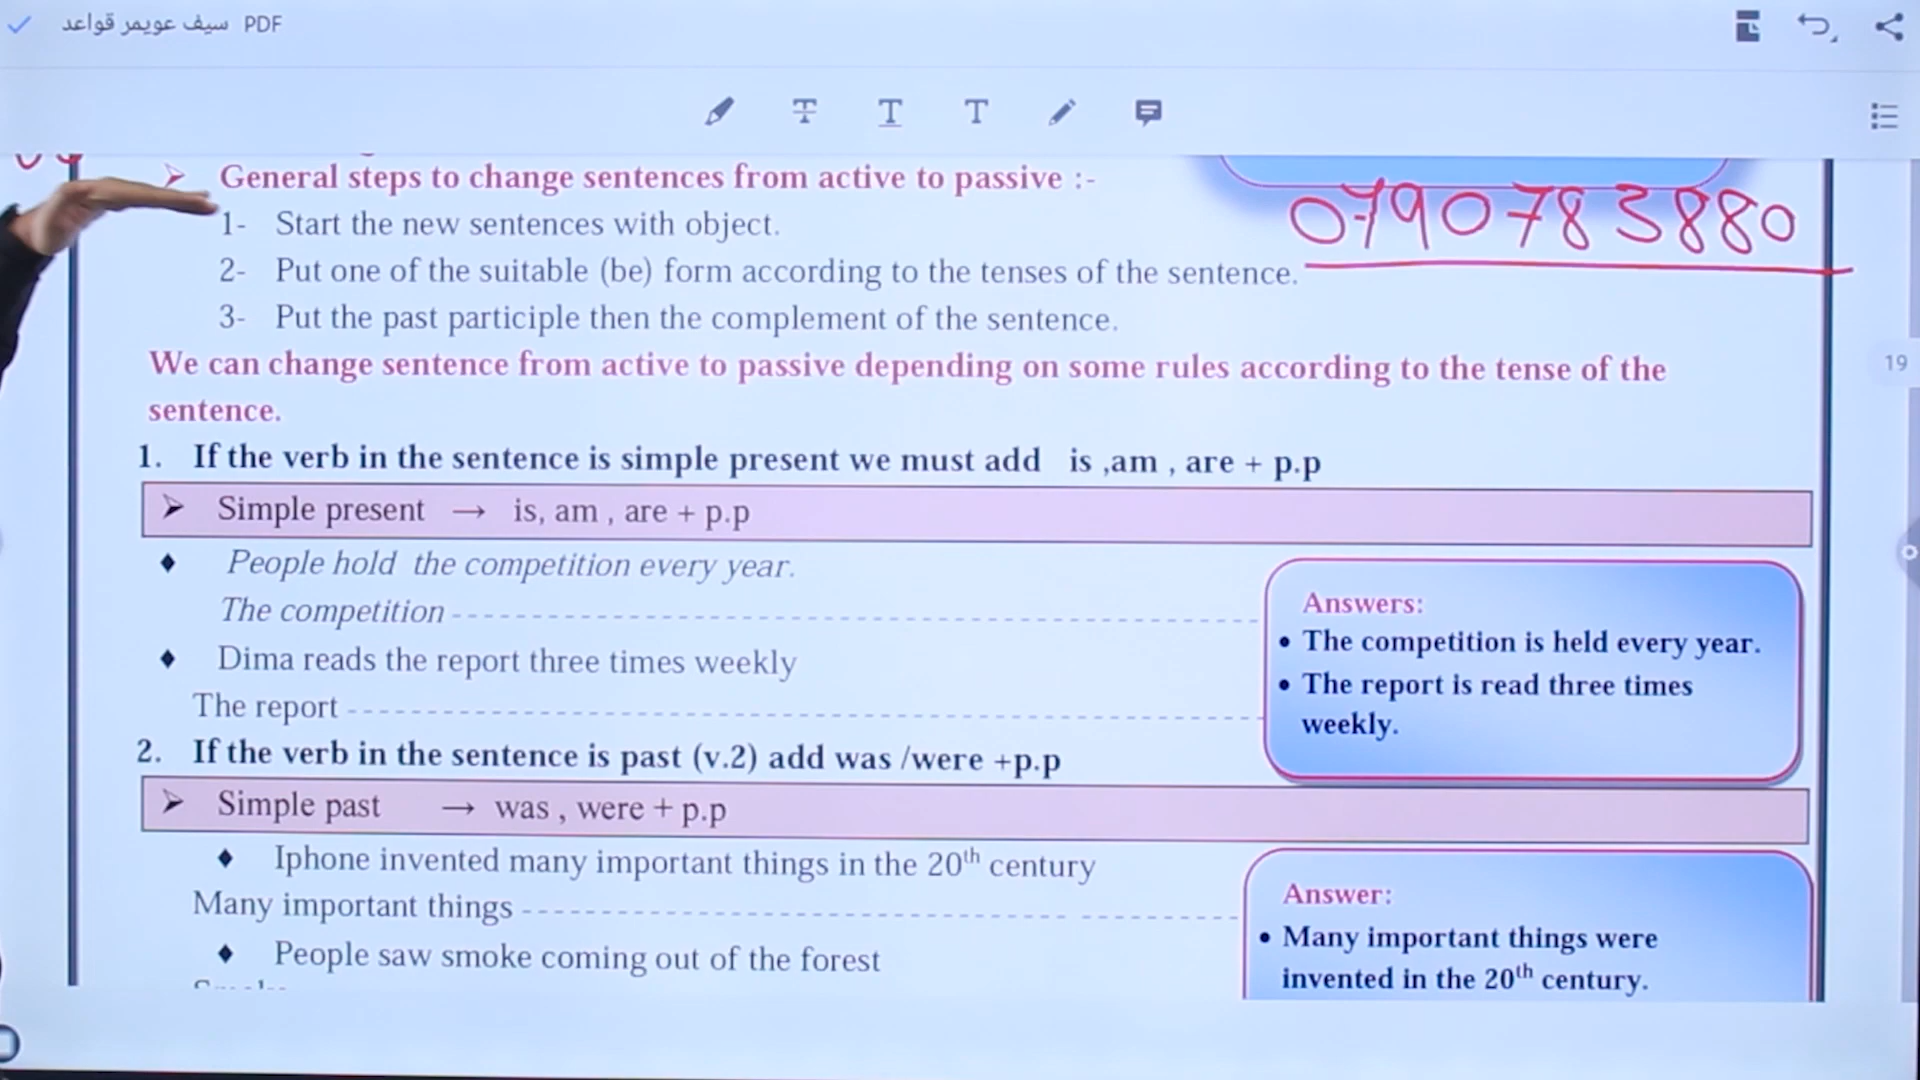 سيف عويمر قواعد PDF
General steps to change sentences from active to passive :-
0790783880
1- Start the new sentences with object.
2- Put one of the suitable (be) form according to the tenses of the sentence.
3- Put the past participle then the complement of the sentence.
We can change sentence from active to passive depending on some rules according to the tense of the
sentence.
1. If the verb in the sentence is simple present we must add is ,am , are + p.p
Simple present → is, am , are + p.p
People hold the competition every year.
The competition
Dima reads the report three times weekly
The report
Answers:
• The competition is held every year.
• The report is read three times
weekly.
2. If the verb in the sentence is past (v.2) add was /were +p.p
Simple past → was , were + p.p
Iphone invented many important things in the 20th century
Many important things
People saw smoke coming out of the forest
Answer:
• Many important things were
invented in the 20th century.
19